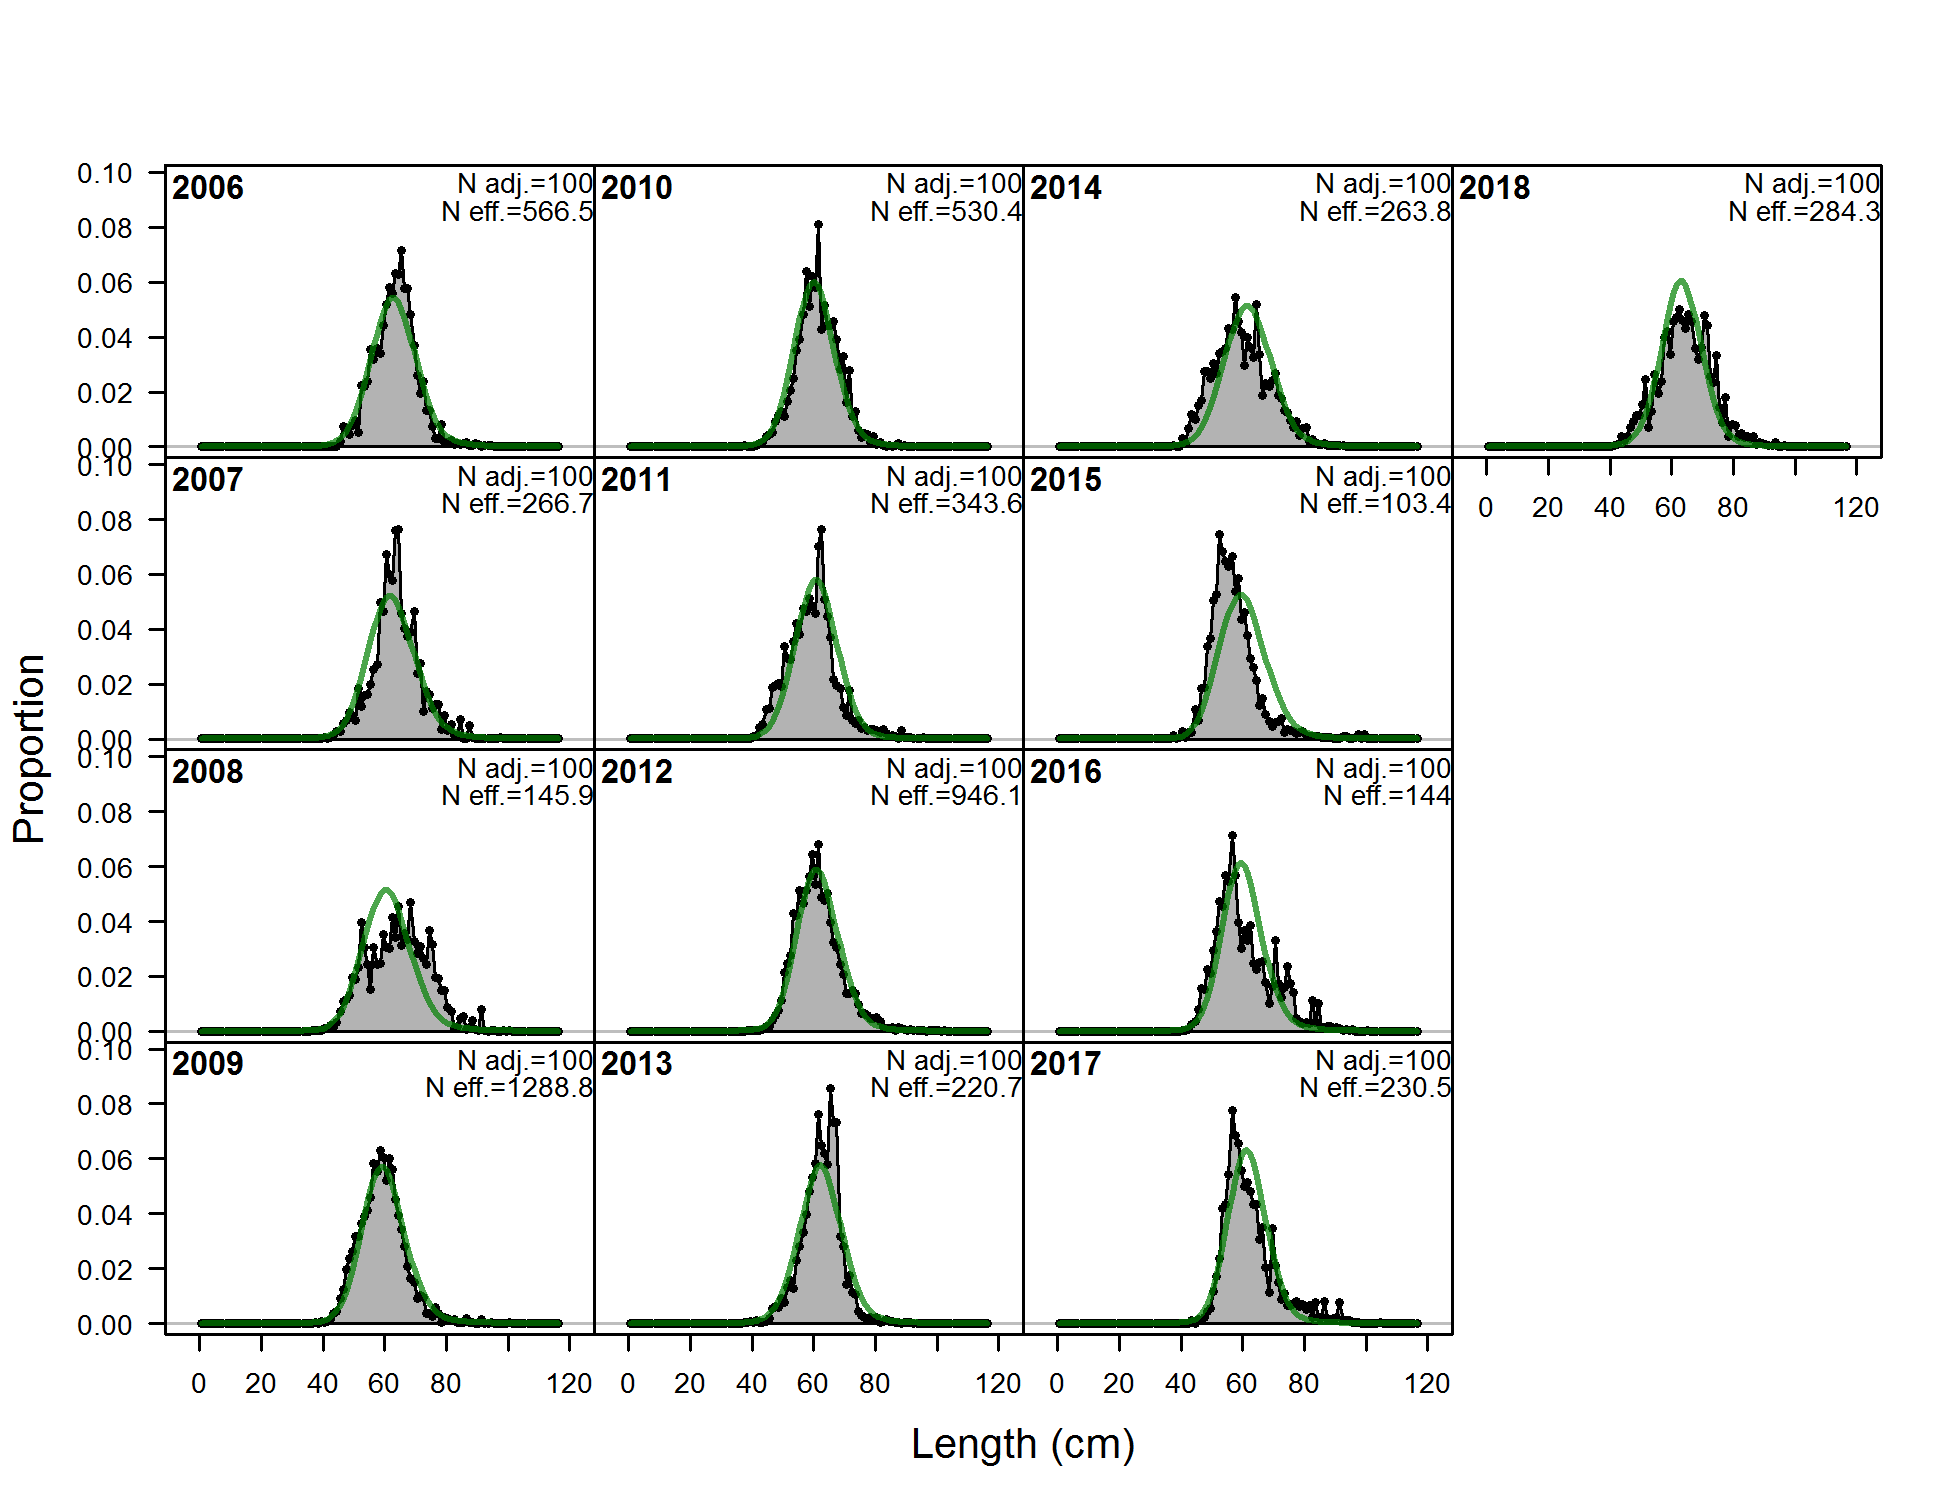 0.10
0.08
0.06
0.04
0.02
0.00
2006
N adj.=100
N eff.=566.5
2010
N adj.=100
N eff.=530.4
2014
N adj.=100
N eff.=263.8
2018
N adj.=100
N eff.=284.3
0 20 40 60 80 120
0.10
0.08
0.06
0.04
0.02
0.00
2007
N adj.=100
N eff.=266.7
2011
N adj.=100
N eff.=343.6
2015
N adj.=100
N eff.=103.4
0.10
0.08
0.06
0.04
0.02
0.00
2008
N adj.=100
N eff.=145.9
2012
N adj.=100
N eff.=946.1
2016
N adj.=100
N eff.=144
0.10
0.08
0.06
0.04
0.02
0.00
2009
N adj.=100
N eff.=1288.8
2013
N adj.=100
N eff.=220.7
2017
N adj.=100
N eff.=230.5
0 20 40 60 80 120
0 20 40 60 80 120
0 20 40 60 80 120
Length (cm)
Proportion